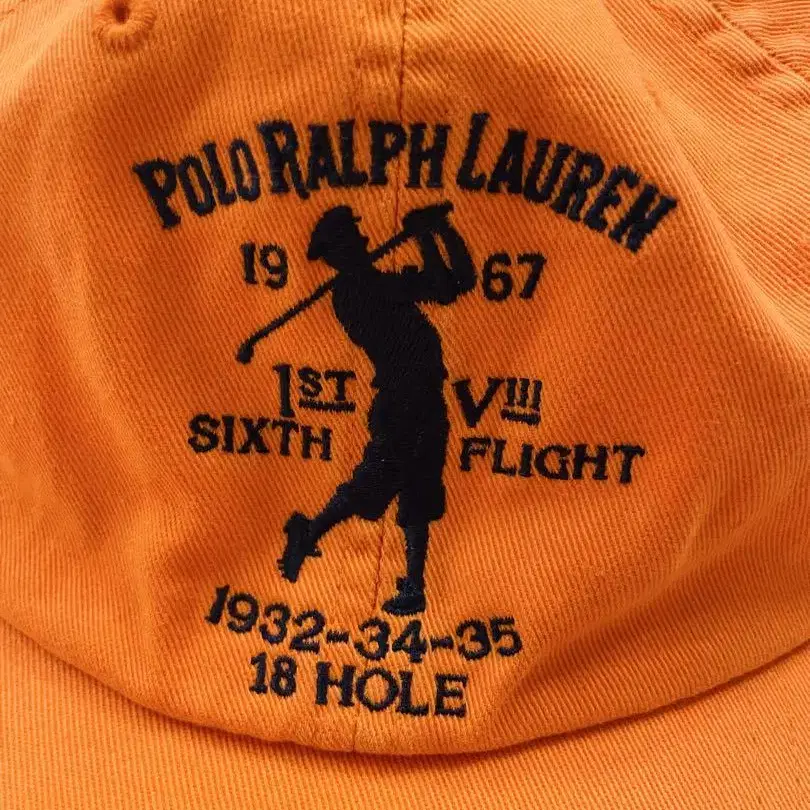 POLO RALPH LAUREN
19 67
1ST VIII
SIXTH FLIGHT
1932-34-35
18 HOLE